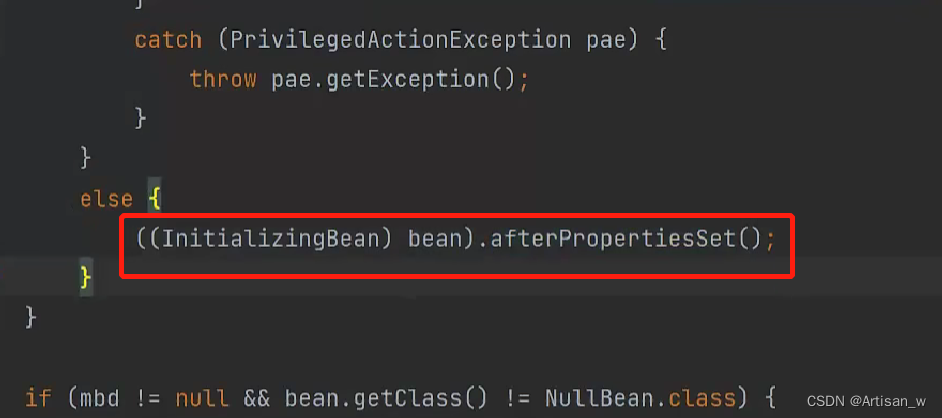 }
catch (PrivilegedActionException pae) {
throw pae.getException();
}
}
else {
((InitializingBean) bean).afterPropertiesSet();
}
}
if (mbd != null && bean.getClass() != NullBean.class) {
CSDN @Artisan_w